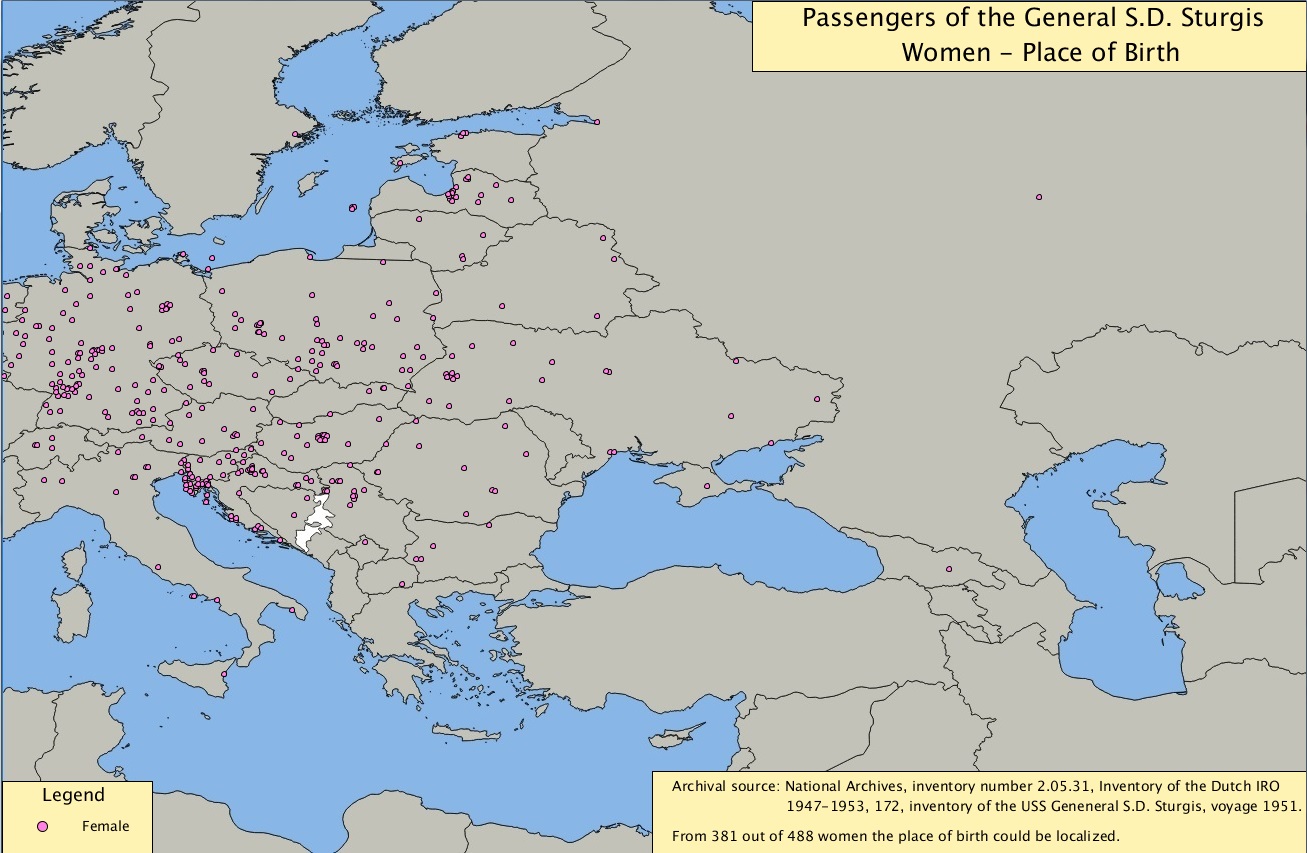 Passengers of the General S.D. Sturgis
Women – Place of Birth
Legend
Female
Archival source: National Archives, inventory number 2.05.31, Inventory of the Dutch IRO
1947–1953, 172, inventory of the USS Geneneral S.D. Sturgis, voyage 1951.
From 381 out of 488 women the place of birth could be localized.